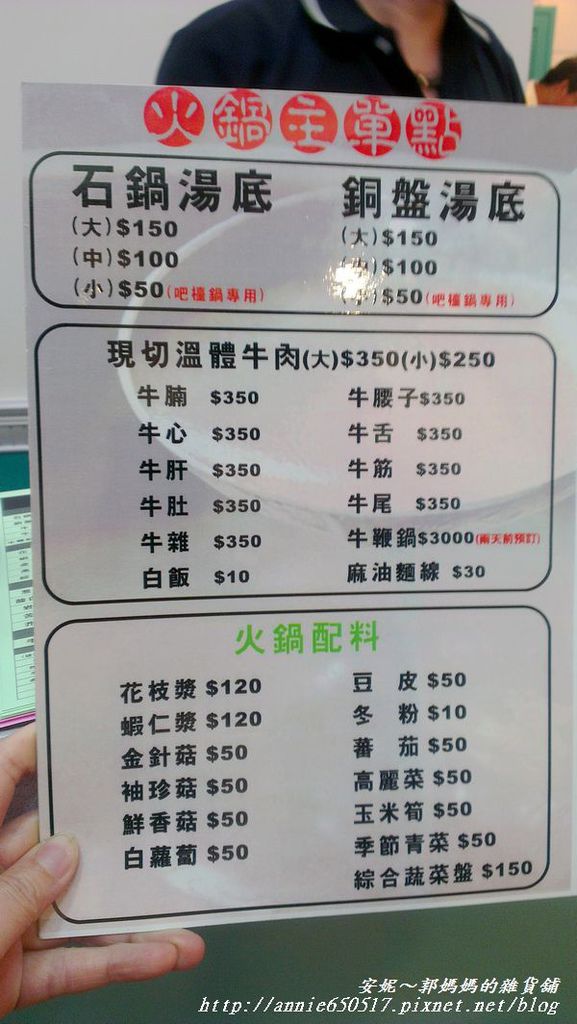 火鍋主單點
石鍋湯底
(大)$150
(中)$100
(小)$50(吧檯鍋專用)
銅盤湯底
(大)$150
$100
$50(吧檯鍋專用)
現切溫體牛肉(大)$350(小)$250
牛腩 $350 牛腰子$350
牛心 $350 牛舌 $350
牛肝 $350 牛筋 $350
牛肚 $350 牛尾 $350
牛雜 $350 牛鞭鍋$3000(兩天前預訂)
白飯 $10 麻油麵線 $30
火鍋配料
花枝漿 $120
蝦仁漿 $120
金針菇 $50
袖珍菇 $50
鮮香菇 $50
白蘿蔔 $50
豆 皮 $50
冬 粉 $10
蕃 茄 $50
高麗菜 $50
玉米筍 $50
季節青菜 $50
綜合蔬菜盤 $150
安妮～郭媽媽的雜貨舖
http://annie650517.pixnet.net/blog